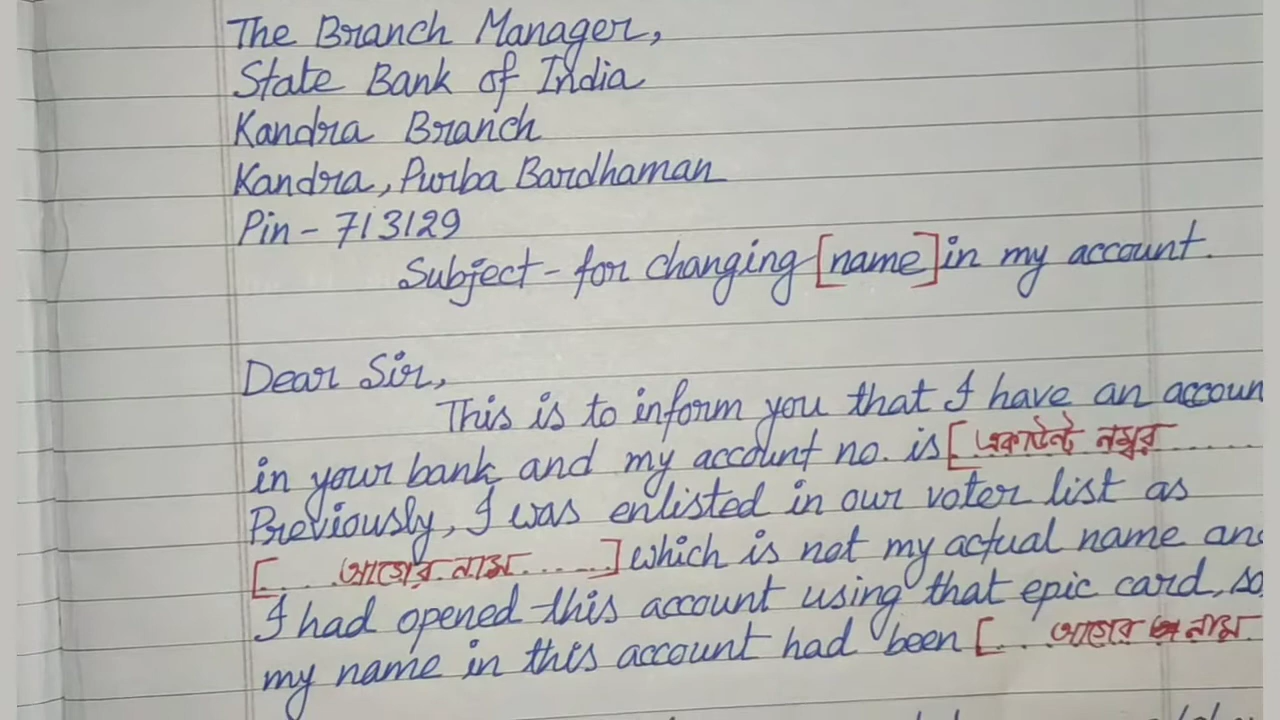 The Branch Manager,
State Bank of India
Kandra Branch
Kandra, Purba Bardhaman
Pin - 713129
Subject - for changing [name] in my account.
Dear Sir,
This is to inform you that I have an accoun
in your bank and my account no. is [ একাউন্ট নম্বর ......
Previously, I was enlisted in our voter list as
[.... আগের নাম ......] which is not my actual name an
I had opened this account using that epic card, so
my name in this account had been [... আগের নাম